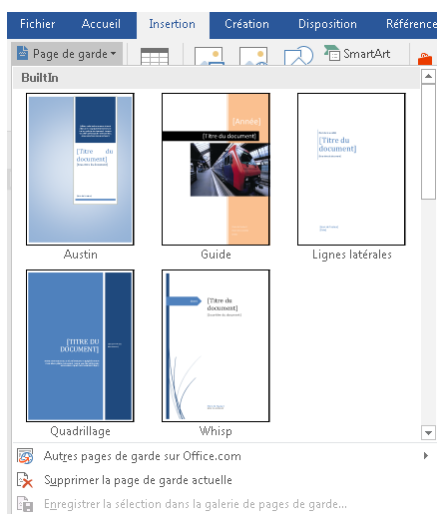 Fichier Accueil Insertion Création Disposition Référence
Page de garde SmartArt
BuiltIn
[Titre du
document]
[Année]
[Titre du document]
[Titre du
document]
Austin Guide Lignes latérales
[TITRE DU
DOCUMENT]
[Titre du
document]
Quadrillage Whisp
Autres pages de garde sur Office.com
Supprimer la page de garde actuelle
Enregistrer la sélection dans la galerie de pages de garde...